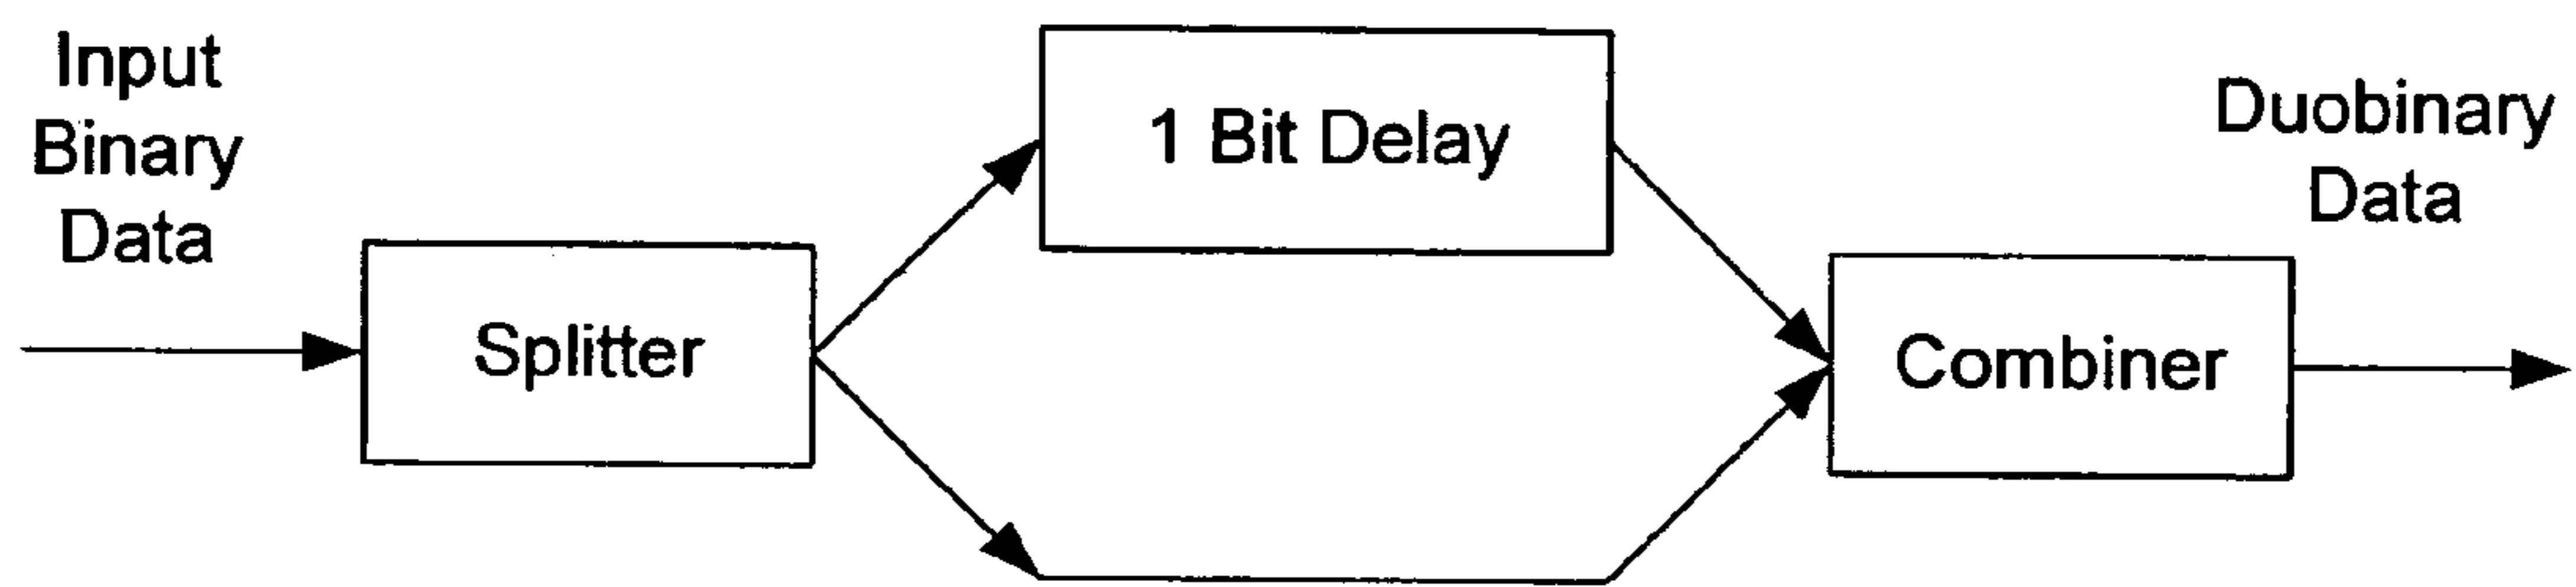 Input
Binary
Data
Splitter
1 Bit Delay
Combiner
Duobinary
Data